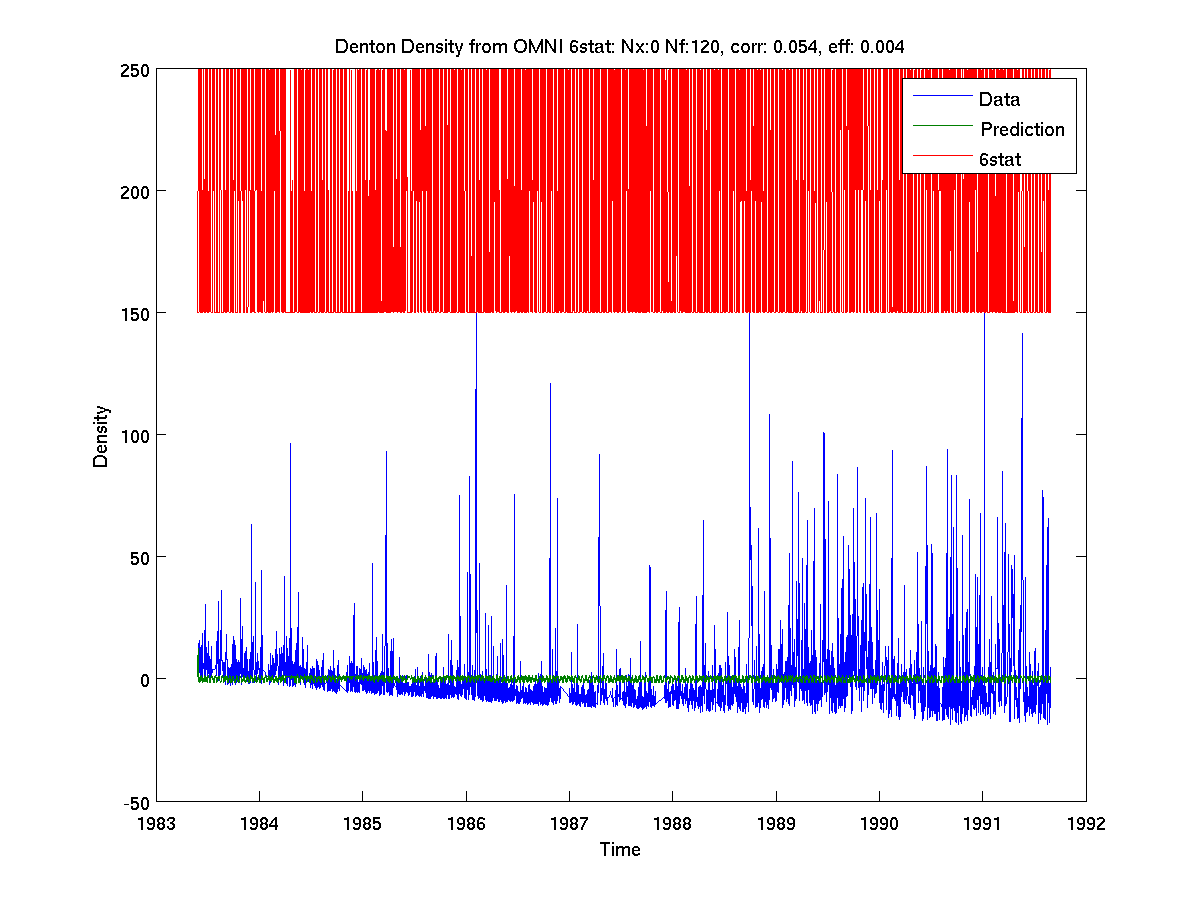 Denton Density from OMNI 6stat: Nx:0 Nf:120, corr: 0.054, eff: 0.004
250
200
150
100
50
0
-50
Density
Data
Prediction
6stat
1983 1984 1985 1986 1987 1988 1989 1990 1991 1992
Time